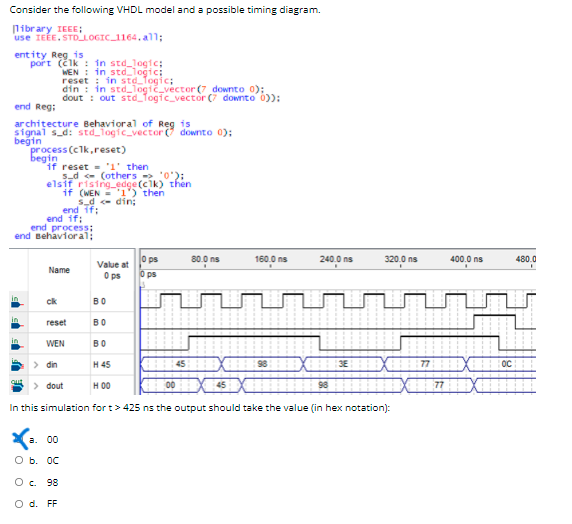 Consider the following VHDL model and a possible timing diagram.
library IEEE;
use IEEE.STD_LOGIC_1164.all;
entity Reg is
port (clk : in std_logic;
WEN : in std_logic;
reset : in std_logic;
din : in std_logic_vector(7 downto 0);
dout : out std_logic_vector(7 downto 0));
end Reg;
architecture Behavioral of Reg is
signal s_d: std_logic_vector(7 downto 0);
begin
process(clk,reset)
begin
if reset = '1' then
s_d <= (others => '0');
elsif rising_edge(clk) then
if (WEN = '1') then
s_d <= din;
end if;
end if;
end process;
end Behavioral;
Name Value at 0 ps 0 ps 80.0 ns 160.0 ns 240.0 ns 320.0 ns 400.0 ns 480.0
0 ps
in clk B 0
in reset B 0
in WEN B 0
in > din H 45 45 98 3E 77 0C
out > dout H 00 00 45 98 77
In this simulation for t > 425 ns the output should take the value (in hex notation):
a. 00
b. 0C
c. 98
d. FF